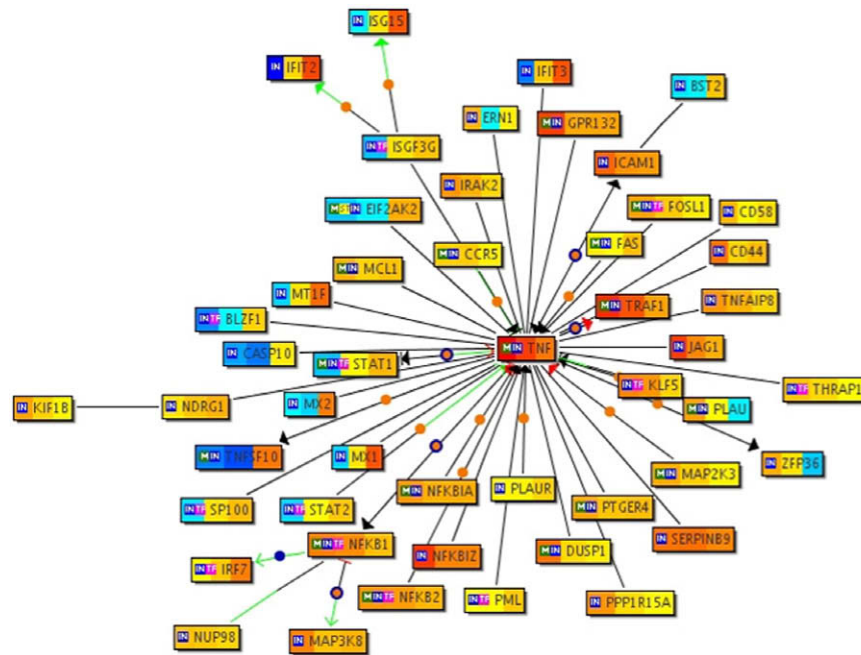 IN ISG15
IN IFIT2
IN IFIT3
IN BST2
IN ERN1
M IN GPR132
IN TF ISGF3G
IN ICAM1
IN IRAK2
M IN TF FOSL1
IN CD58
M ST IN EIF2AK2
M IN FAS
M IN CCR5
IN CD44
M IN MCL1
IN MT1F
M IN TRAF1
IN TNFAIP8
IN TF BLZF1
M IN TNF
IN JAG1
IN CASP10
M IN TF STAT1
IN TF KLF5
IN TF THRAP1
IN KIF1B
IN NDRG1
IN MX2
M IN PLAU
M IN TNFSF10
IN MX1
IN ZFP36
M IN MAP2K3
M IN NFKBIA
IN PLAUR
IN TF SP100
IN TF STAT2
M IN PTGER4
IN SERPINB9
M IN TF NFKB1
IN NFKBIZ
M IN DUSP1
IN TF IRF7
M IN TF NFKB2
IN TF PML
IN PPP1R15A
IN NUP98
IN MAP3K8